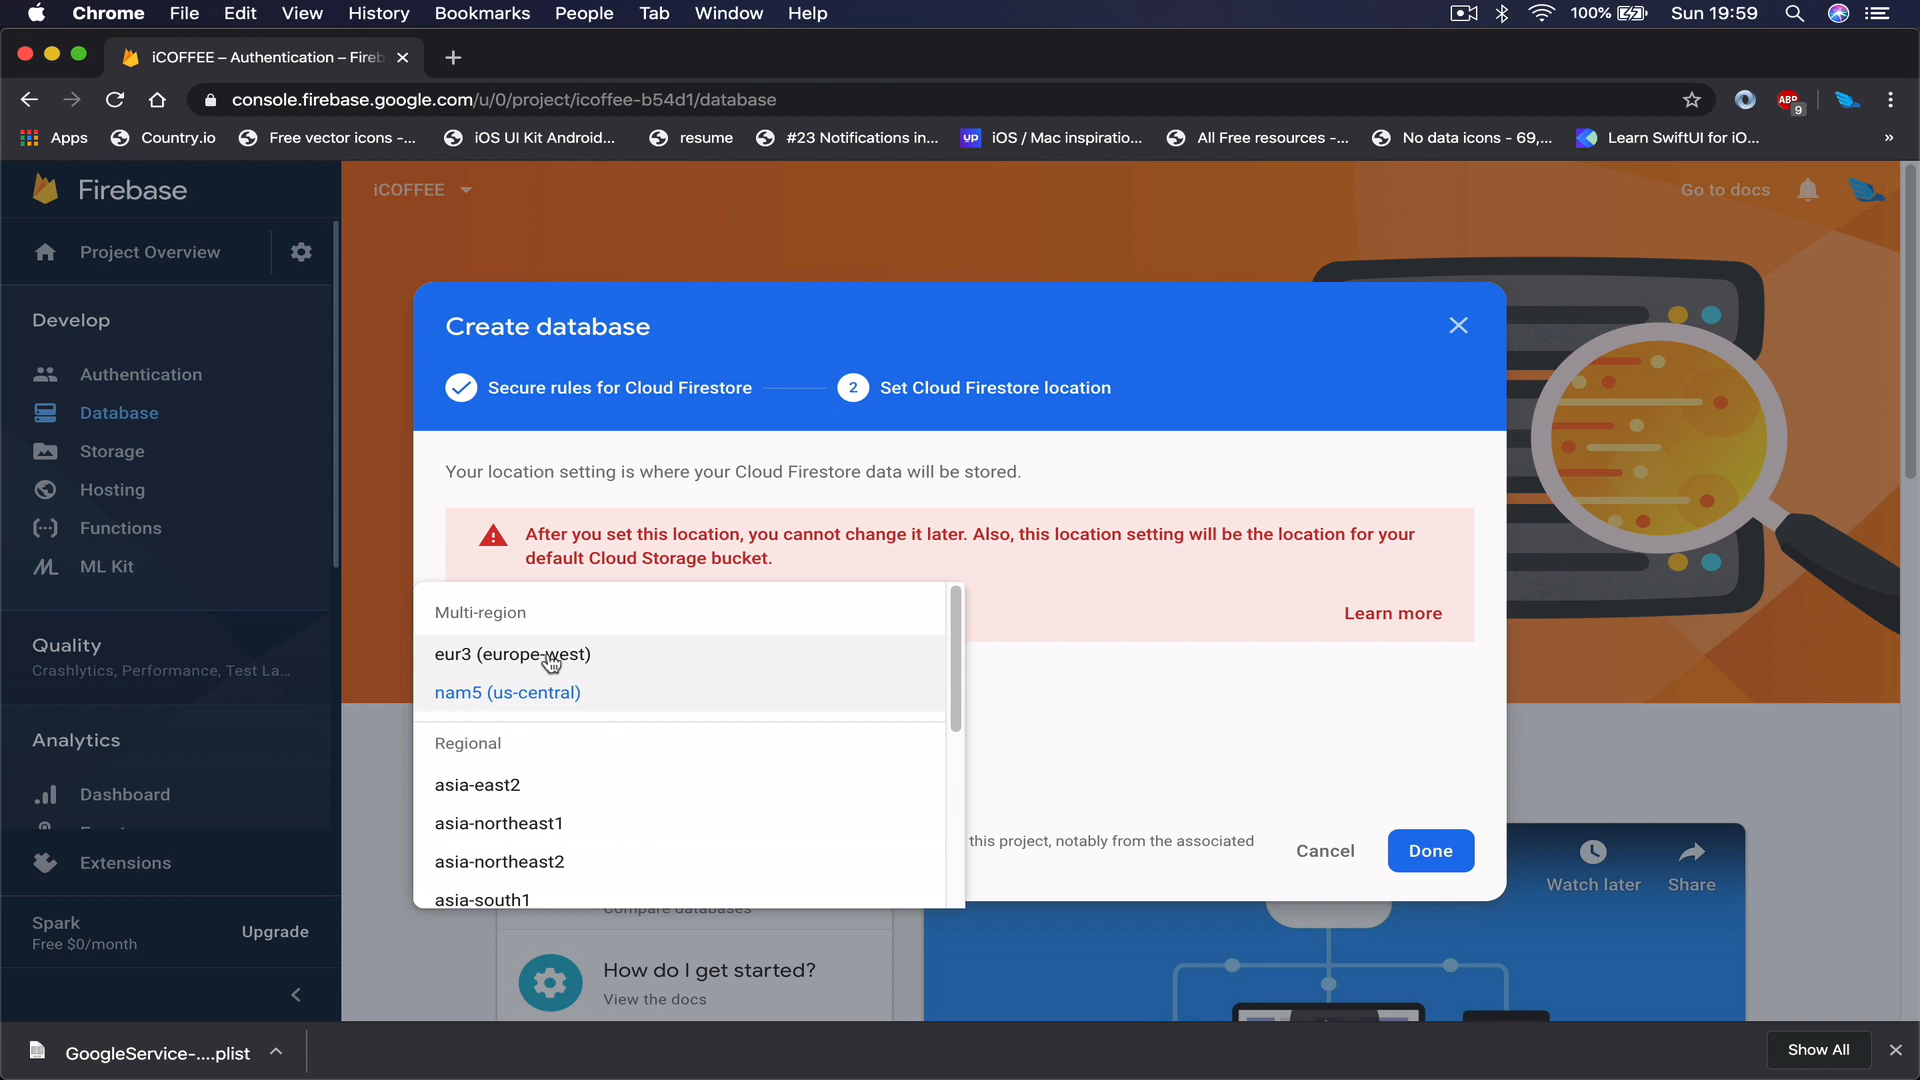 Chrome File Edit View History Bookmarks People Tab Window Help 100% Sun 19:59
iCOFFEE – Authentication – Fireb
console.firebase.google.com/u/0/project/icoffee-b54d1/database
ABP 9
Apps Country.io Free vector icons -... iOS UI Kit Android... resume #23 Notifications in... up iOS / Mac inspiratio... All Free resources -... No data icons - 69,... Learn SwiftUI for iO... »
Firebase
iCOFFEE
Go to docs
Project Overview
Develop
Authentication
Database
Storage
Hosting
Functions
ML Kit
Quality
Crashlytics, Performance, Test La...
Analytics
Dashboard
Extensions
Spark
Free $0/month
Upgrade
Create database
Secure rules for Cloud Firestore
2 Set Cloud Firestore location
Your location setting is where your Cloud Firestore data will be stored.
After you set this location, you cannot change it later. Also, this location setting will be the location for your
default Cloud Storage bucket.
Learn more
Multi-region
eur3 (europe-west)
nam5 (us-central)
Regional
asia-east2
asia-northeast1
asia-northeast2
asia-south1
this project, notably from the associated
Cancel
Done
Compare databases
How do I get started?
View the docs
Watch later
Share
GoogleService-....plist
Show All